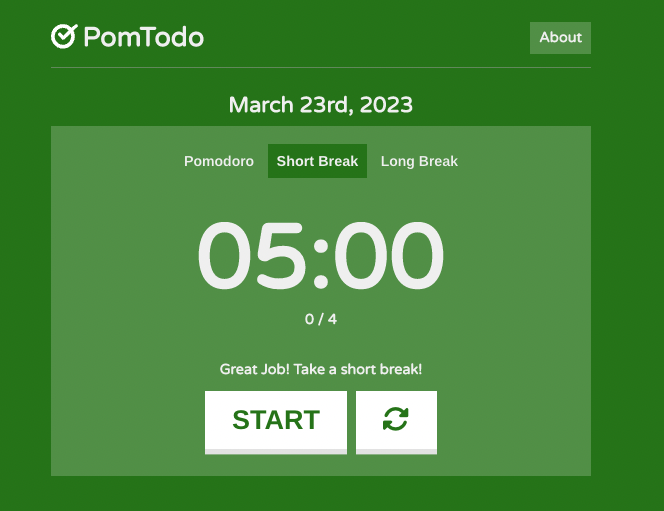 PomTodo
About
March 23rd, 2023
Pomodoro Short Break Long Break
05:00
0 / 4
Great Job! Take a short break!
START